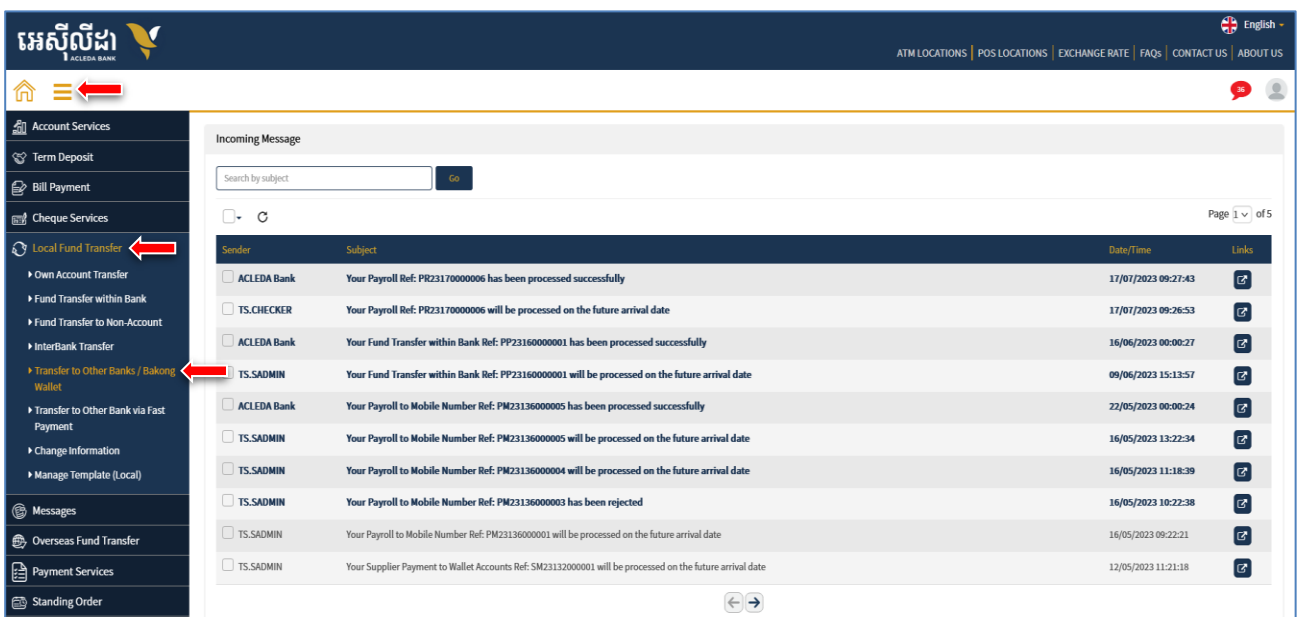 English
អេស៊ីលីដា
ACLEDA BANK
ATM LOCATIONS | POS LOCATIONS | EXCHANGE RATE | FAQs | CONTACT US | ABOUT US
36
Account Services
Term Deposit
Bill Payment
Cheque Services
Local Fund Transfer
Own Account Transfer
Fund Transfer within Bank
Fund Transfer to Non-Account
InterBank Transfer
Transfer to Other Banks / Bakong
Wallet
Transfer to Other Bank via Fast
Payment
Change Information
Manage Template (Local)
Messages
Overseas Fund Transfer
Payment Services
Standing Order
Incoming Message
Search by subject Go
Page 1 of 5
Sender Subject Date/Time Links
ACLEDA Bank Your Payroll Ref: PR23170000006 has been processed successfully 17/07/2023 09:27:43
TS.CHECKER Your Payroll Ref: PR23170000006 will be processed on the future arrival date 17/07/2023 09:26:53
ACLEDA Bank Your Fund Transfer within Bank Ref: PP23160000001 has been processed successfully 16/06/2023 00:00:27
TS.SADMIN Your Fund Transfer within Bank Ref: PP23160000001 will be processed on the future arrival date 09/06/2023 15:13:57
ACLEDA Bank Your Payroll to Mobile Number Ref: PM23136000005 has been processed successfully 22/05/2023 00:00:24
TS.SADMIN Your Payroll to Mobile Number Ref: PM23136000005 will be processed on the future arrival date 16/05/2023 13:22:34
TS.SADMIN Your Payroll to Mobile Number Ref: PM23136000004 will be processed on the future arrival date 16/05/2023 11:18:39
TS.SADMIN Your Payroll to Mobile Number Ref: PM23136000003 has been rejected 16/05/2023 10:22:38
TS.SADMIN Your Payroll to Mobile Number Ref: PM23136000001 will be processed on the future arrival date 16/05/2023 09:22:21
TS.SADMIN Your Supplier Payment to Wallet Accounts Ref: SM23132000001 will be processed on the future arrival date 12/05/2023 11:21:18